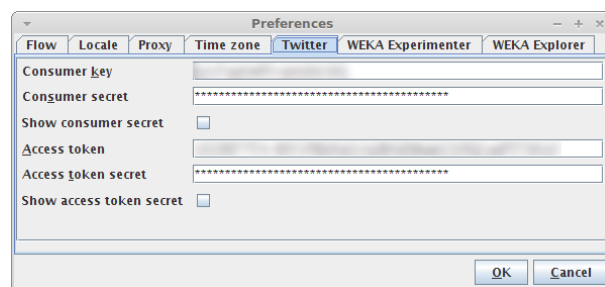 Preferences
Flow Locale Proxy Time zone Twitter WEKA Experimenter WEKA Explorer
Consumer key
Consumer secret *****************************************
Show consumer secret
Access token
Access token secret *****************************************
Show access token secret
OK Cancel